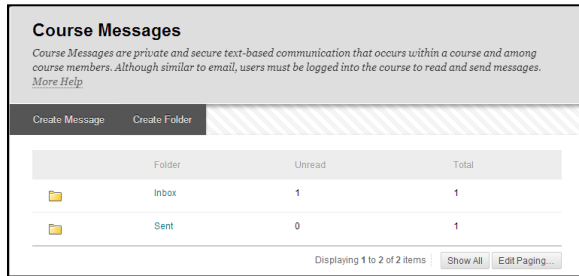 Course Messages
Course Messages are private and secure text-based communication that occurs within a course and among
course members. Although similar to email, users must be logged into the course to read and send messages.
More Help
Create Message Create Folder
Folder Unread Total
Inbox 1 1
Sent 0 1
Displaying 1 to 2 of 2 items Show All Edit Paging...